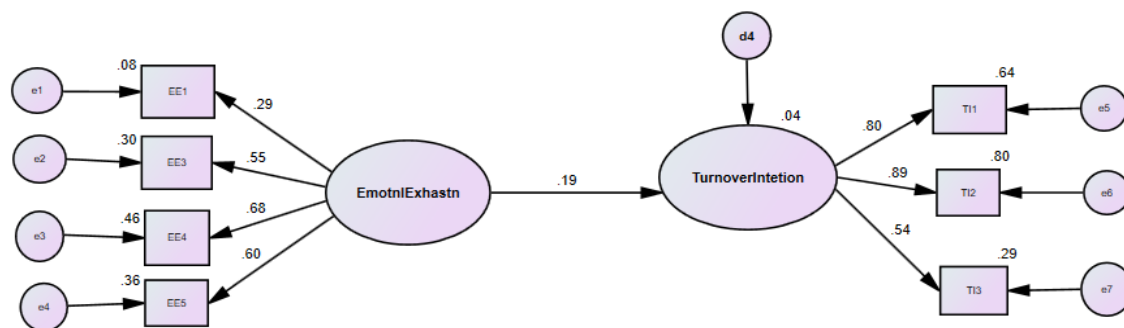 d4
.08
e1
EE1
.29
.30
e2
EE3
.55
.46
e3
EE4
.68
.36
e4
EE5
.60
EmotnlExhastn
.19
TurnoverIntetion
.04
.64
.80
TI1
e5
.80
.89
TI2
e6
.54
.29
TI3
e7